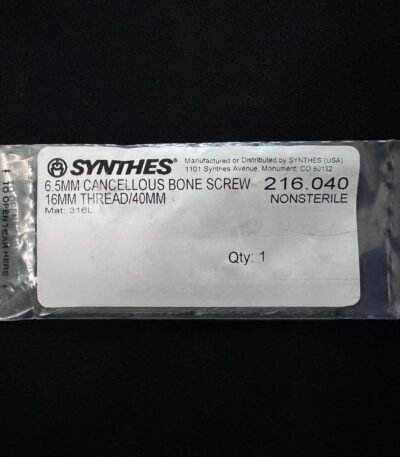 SYNTHES®
Manufactured or Distributed by SYNTHES (USA)
1101 Synthes Avenue, Monument, CO 80132
6.5MM CANCELLOUS BONE SCREW 216.040
16MM THREAD/40MM NONSTERILE
Mat: 316L
Qty: 1
TO OPEN TEAR HERE